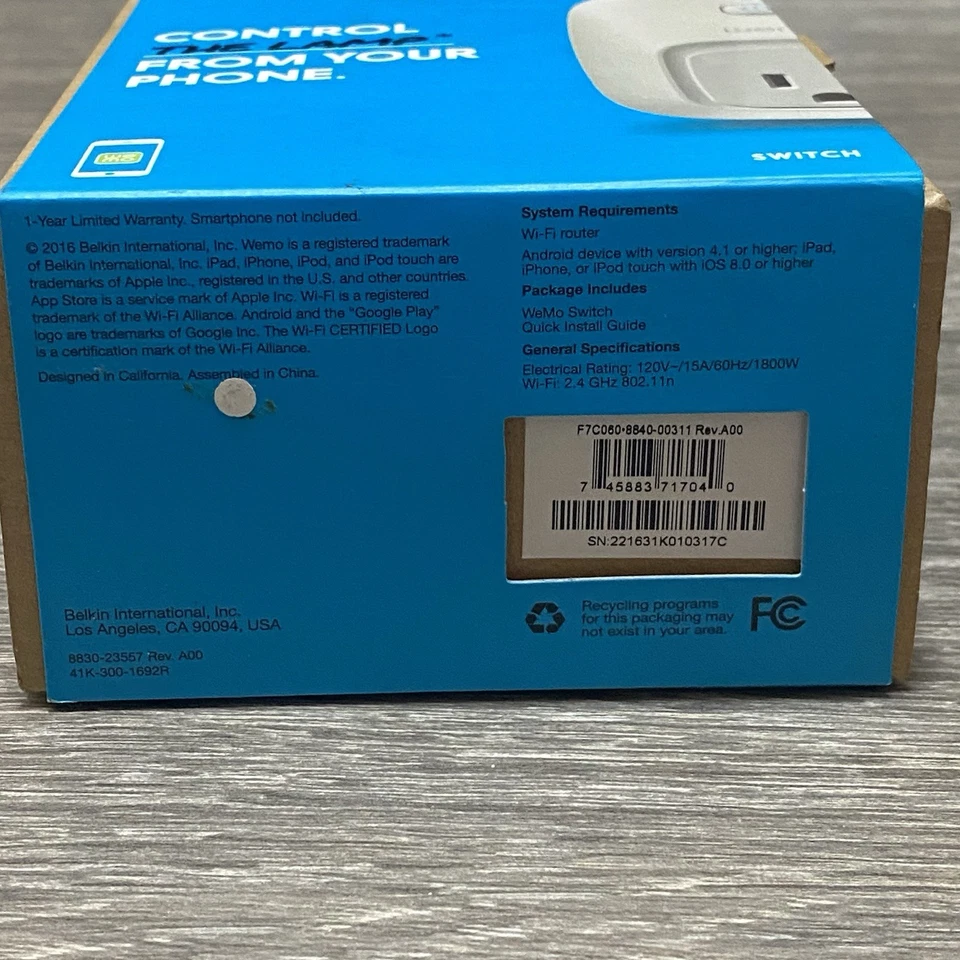 CONTROL
THE LAMP*
FROM YOUR
PHONE.
SWITCH
1-Year Limited Warranty. Smartphone not included.
© 2016 Belkin International, Inc. Wemo is a registered trademark
of Belkin International, Inc. iPad, iPhone, iPod, and iPod touch are
trademarks of Apple Inc., registered in the U.S. and other countries.
App Store is a service mark of Apple Inc. Wi-Fi is a registered
trademark of the Wi-Fi Alliance. Android and the "Google Play"
logo are trademarks of Google Inc. The Wi-Fi CERTIFIED Logo
is a certification mark of the Wi-Fi Alliance.
Designed in California. Assembled in China.
System Requirements
Wi-Fi router
Android device with version 4.1 or higher; iPad,
iPhone, or iPod touch with iOS 8.0 or higher
Package Includes
WeMo Switch
Quick Install Guide
General Specifications
Electrical Rating: 120V~/15A/60Hz/1800W
Wi-Fi: 2.4 GHz 802.11n
F7C060•8840-00311 Rev.A00
7 45883 71704 0
SN:221631K010317C
Belkin International, Inc.
Los Angeles, CA 90094, USA
8830-23557 Rev. A00
41K-300-1692R
Recycling programs
for this packaging may
not exist in your area.
FC